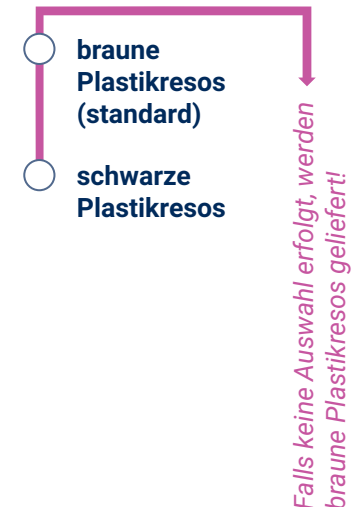 braune
Plastikresos
(standard)
schwarze
Plastikresos
Falls keine Auswahl erfolgt, werden
braune Plastikresos geliefert!